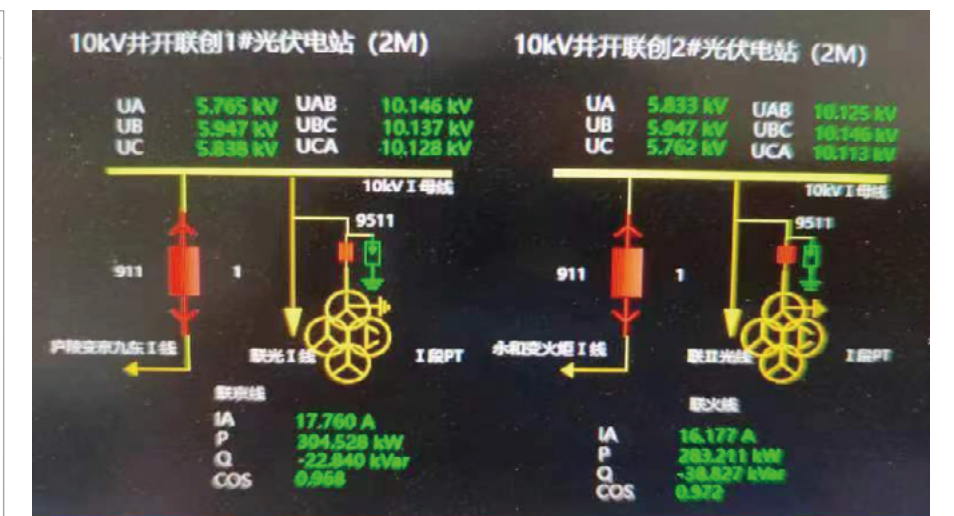 10kV井开联创1#光伏电站（2M）
UA 5.765 kV UAB 10.146 kV
UB 5.947 kV UBC 10.137 kV
UC 5.838 kV UCA 10.128 kV
10kV I 母线
9511
911
1
庐陵变京九东 I 线
联光 I 线
I 段PT
联京线
IA 17.760 A
P 304.528 kW
Q -22.840 kVar
COS 0.968
10kV井开联创2#光伏电站（2M）
UA 5.833 kV UAB 10.125 kV
UB 5.947 kV UBC 10.146 kV
UC 5.762 kV UCA 10.113 kV
10kV I 母线
9511
911
1
永和变火炬 I 线
联II光线
I 段PT
联火线
IA 16.177 A
P 283.211 kW
Q -38.827 kVar
COS 0.972